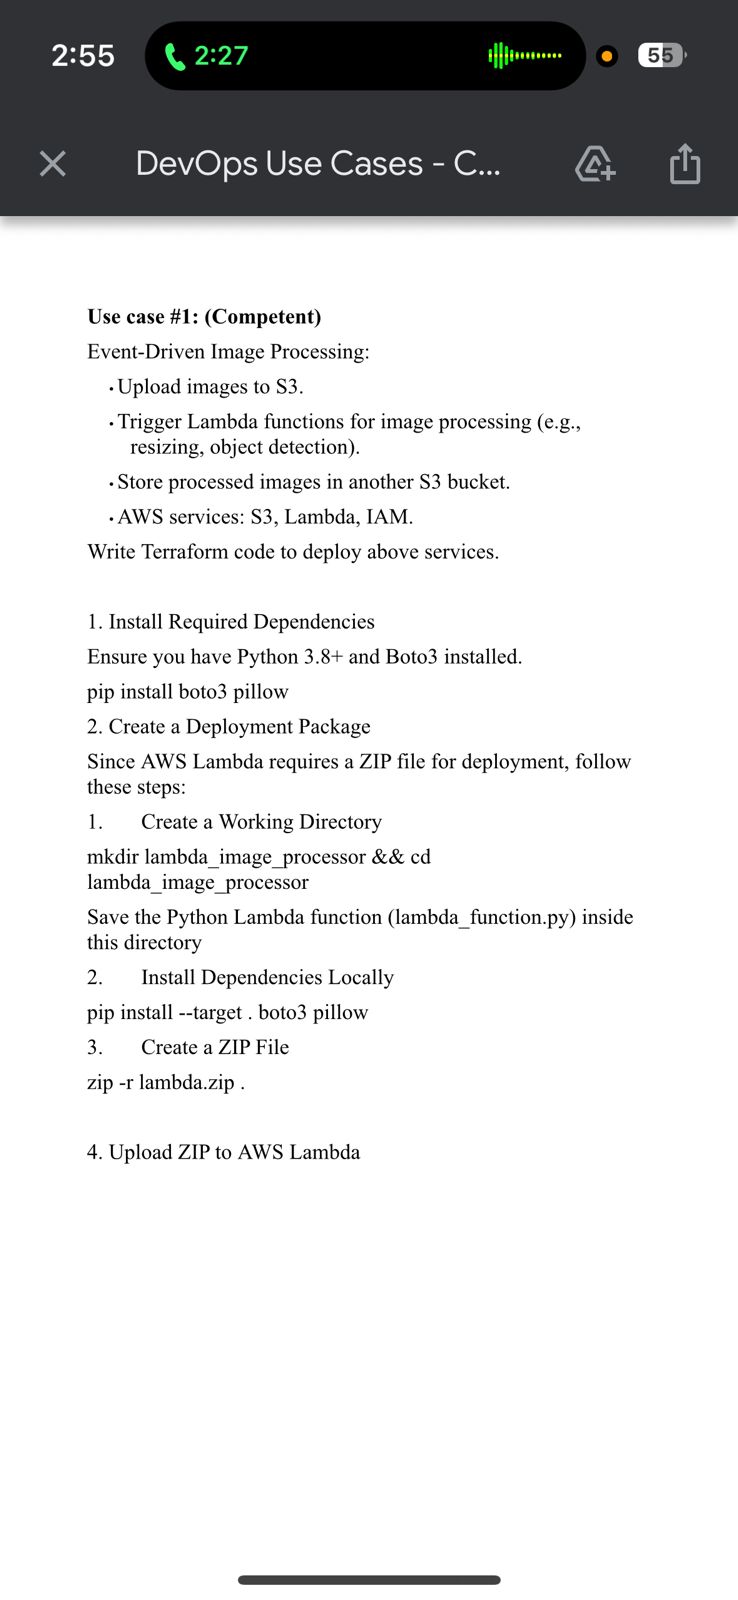 2:55
2:27
55
DevOps Use Cases - C...
Use case #1: (Competent)
Event-Driven Image Processing:
· Upload images to S3.
· Trigger Lambda functions for image processing (e.g.,
resizing, object detection).
· Store processed images in another S3 bucket.
· AWS services: S3, Lambda, IAM.
Write Terraform code to deploy above services.
1. Install Required Dependencies
Ensure you have Python 3.8+ and Boto3 installed.
pip install boto3 pillow
2. Create a Deployment Package
Since AWS Lambda requires a ZIP file for deployment, follow
these steps:
1. Create a Working Directory
mkdir lambda_image_processor && cd
lambda_image_processor
Save the Python Lambda function (lambda_function.py) inside
this directory
2. Install Dependencies Locally
pip install --target . boto3 pillow
3. Create a ZIP File
zip -r lambda.zip .
4. Upload ZIP to AWS Lambda